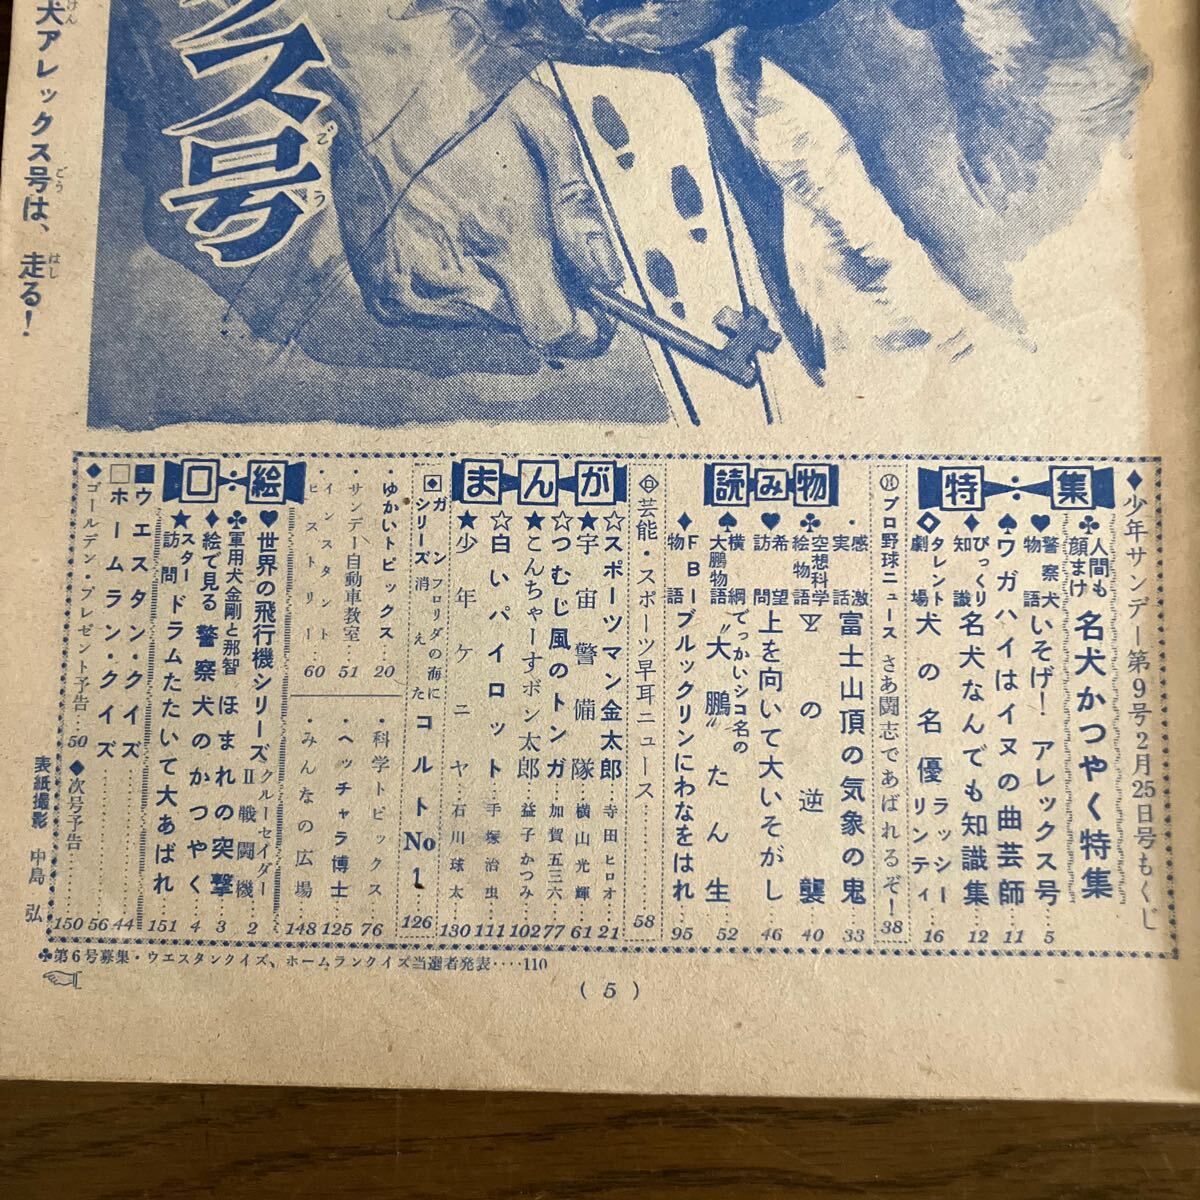 ックス号
ごう
犬アレックス号は、走る！
けん
ごう
はし
◆少年サンデー第9号2月25日号もくじ
特集
♣人間も顔まけ 名犬かつやく特集
♥警察犬物語 いそげ！アレックス号…5
♠ワガハイはイヌの曲芸師…11
♦びっくり知識 名犬なんでも知識集…12
◇タレント劇場 犬の名優 ラッシー リンティ…16
プロ野球ニュース さあ闘志であばれるぞ！…38
読み物
・感激実話 富士山頂の気象の鬼…33
♣空想科学絵物語 Vの逆襲…40
♥希望訪問 上を向いて大いそがし…46
♠横綱大鵬物語 でっかいシコ名の“大鵬”たん生…52
♦FB物語 ーブルックリンにわなをはれ…95
芸能・スポーツ早耳ニュース…58
まんが
☆スポーツマン金太郎…寺田ヒロオ…21
★宇宙警備隊…横山光輝…61
☆つむじ風のトンガ…加賀五三六…77
★こんちゃーすボン太郎…益子かつみ…102
☆白いパイロット…手塚治虫…111
★少年ケニヤ…石川球太…130
ガンシリーズ フロリダの海に消えた コルトNo1…126
・ゆかいトピックス…20
・サンデー自動車教室…51
・インスタント・ヒストリー…60
・科学トピックス…76
・ヘッチャラ博士…125
・みんなの広場…148
口絵
♥世界の飛行機シリーズ クルーセイダーII戦闘機…2
♣軍用犬金剛と那智 ほまれの突撃…3
♦絵で見る 警察犬のかつやく…4
★スター訪問 ドラムたたいて大あばれ…151
■ウエスタン・クイズ…44
□ホームラン・クイズ…56
◆ゴールデン・プレゼント予告…50
◆次号予告…150
表紙撮影 中島 弘
♣第6号募集・ウエスタンクイズ、ホームランクイズ当選者発表‥‥110
（5）